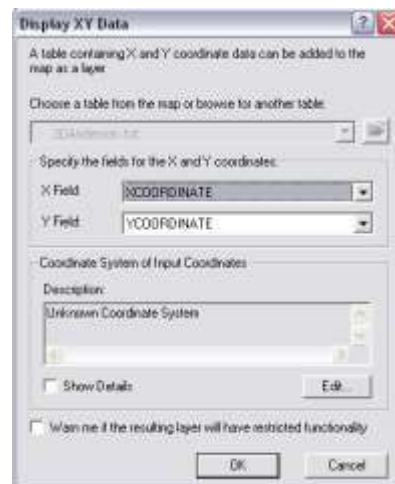 Display XY Data
A table containing X and Y coordinate data can be added to the
map as a layer
Choose a table from the map or browse for another table:
Specify the fields for the X and Y coordinates:
X Field: XCOORDINATE
Y Field: YCOORDINATE
Coordinate System of Input Coordinates
Description:
Unknown Coordinate System
Show Details
Edit...
Warn me if the resulting layer will have restricted functionality
OK Cancel